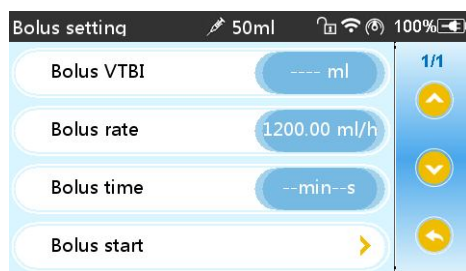 Bolus setting 50ml 100%
1/1
Bolus VTBI ---- ml
Bolus rate 1200.00 ml/h
Bolus time --min--s
Bolus start